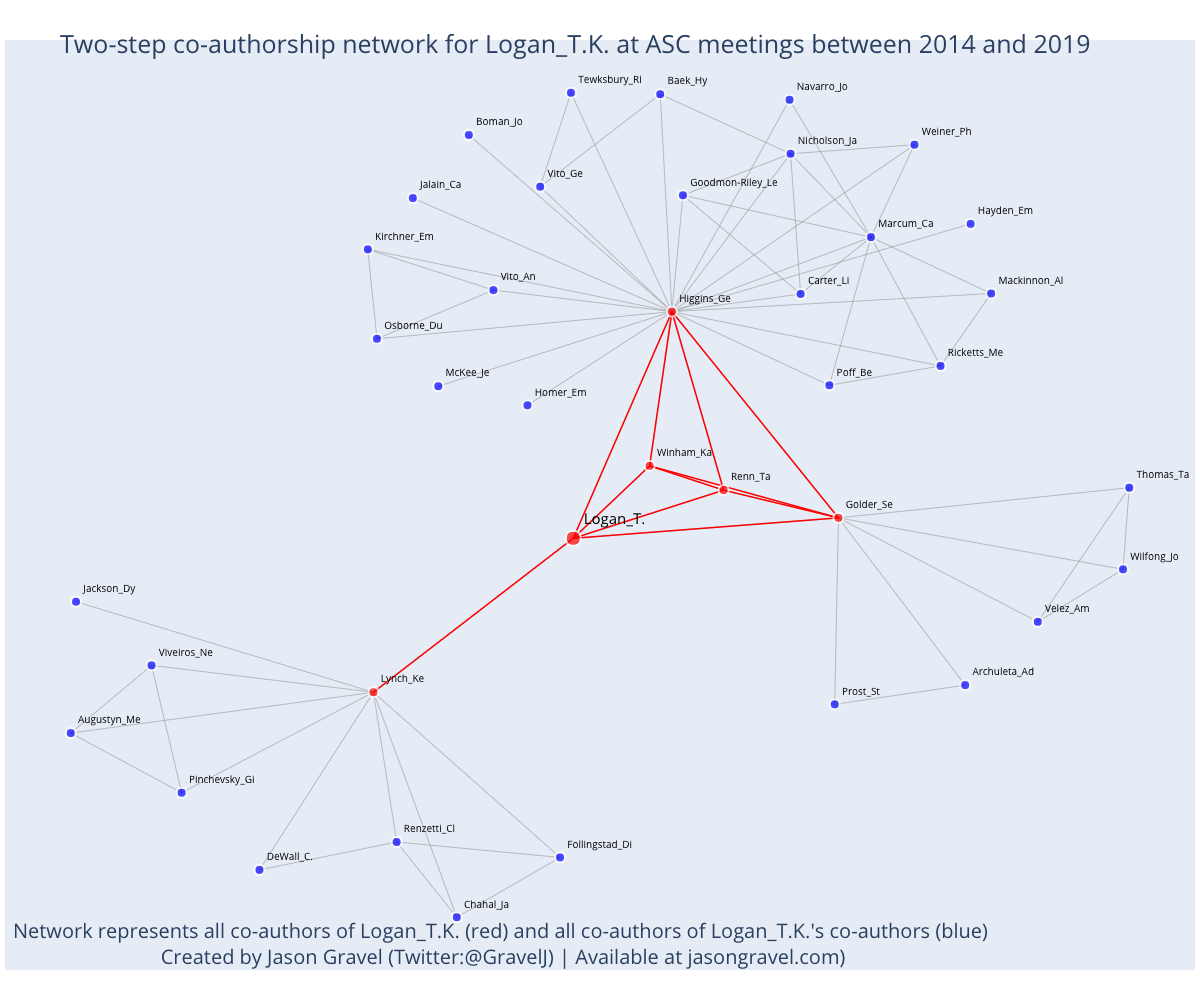 Two-step co-authorship network for Logan_T.K. at ASC meetings between 2014 and 2019
Tewksbury_Ri
Baek_Hy
Navarro_Jo
Boman_Jo
Weiner_Ph
Nicholson_Ja
Vito_Ge
Goodmon-Riley_Le
Jalain_Ca
Hayden_Em
Marcum_Ca
Kirchner_Em
Vito_An
Carter_Li
Mackinnon_Al
Higgins_Ge
Osborne_Du
Ricketts_Me
McKee_Je
Poff_Be
Homer_Em
Winham_Ka
Renn_Ta
Thomas_Ta
Golder_Se
Logan_T.
Wilfong_Jo
Jackson_Dy
Velez_Am
Viveiros_Ne
Archuleta_Ad
Lynch_Ke
Prost_St
Augustyn_Me
Pinchevsky_Gi
Renzetti_Cl
Follingstad_Di
DeWall_C.
Chahal_Ja
Network represents all co-authors of Logan_T.K. (red) and all co-authors of Logan_T.K.'s co-authors (blue)
Created by Jason Gravel (Twitter:@GravelJ) | Available at jasongravel.com)